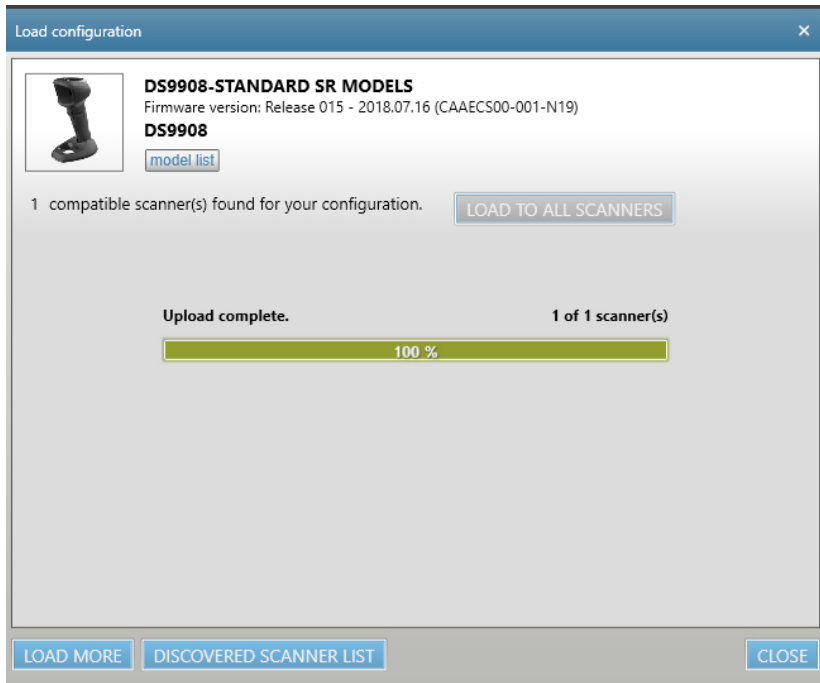 Load configuration
DS9908-STANDARD SR MODELS
Firmware version: Release 015 - 2018.07.16 (CAAECS00-001-N19)
DS9908
model list
1 compatible scanner(s) found for your configuration.
LOAD TO ALL SCANNERS
Upload complete. 1 of 1 scanner(s)
100 %
LOAD MORE DISCOVERED SCANNER LIST CLOSE